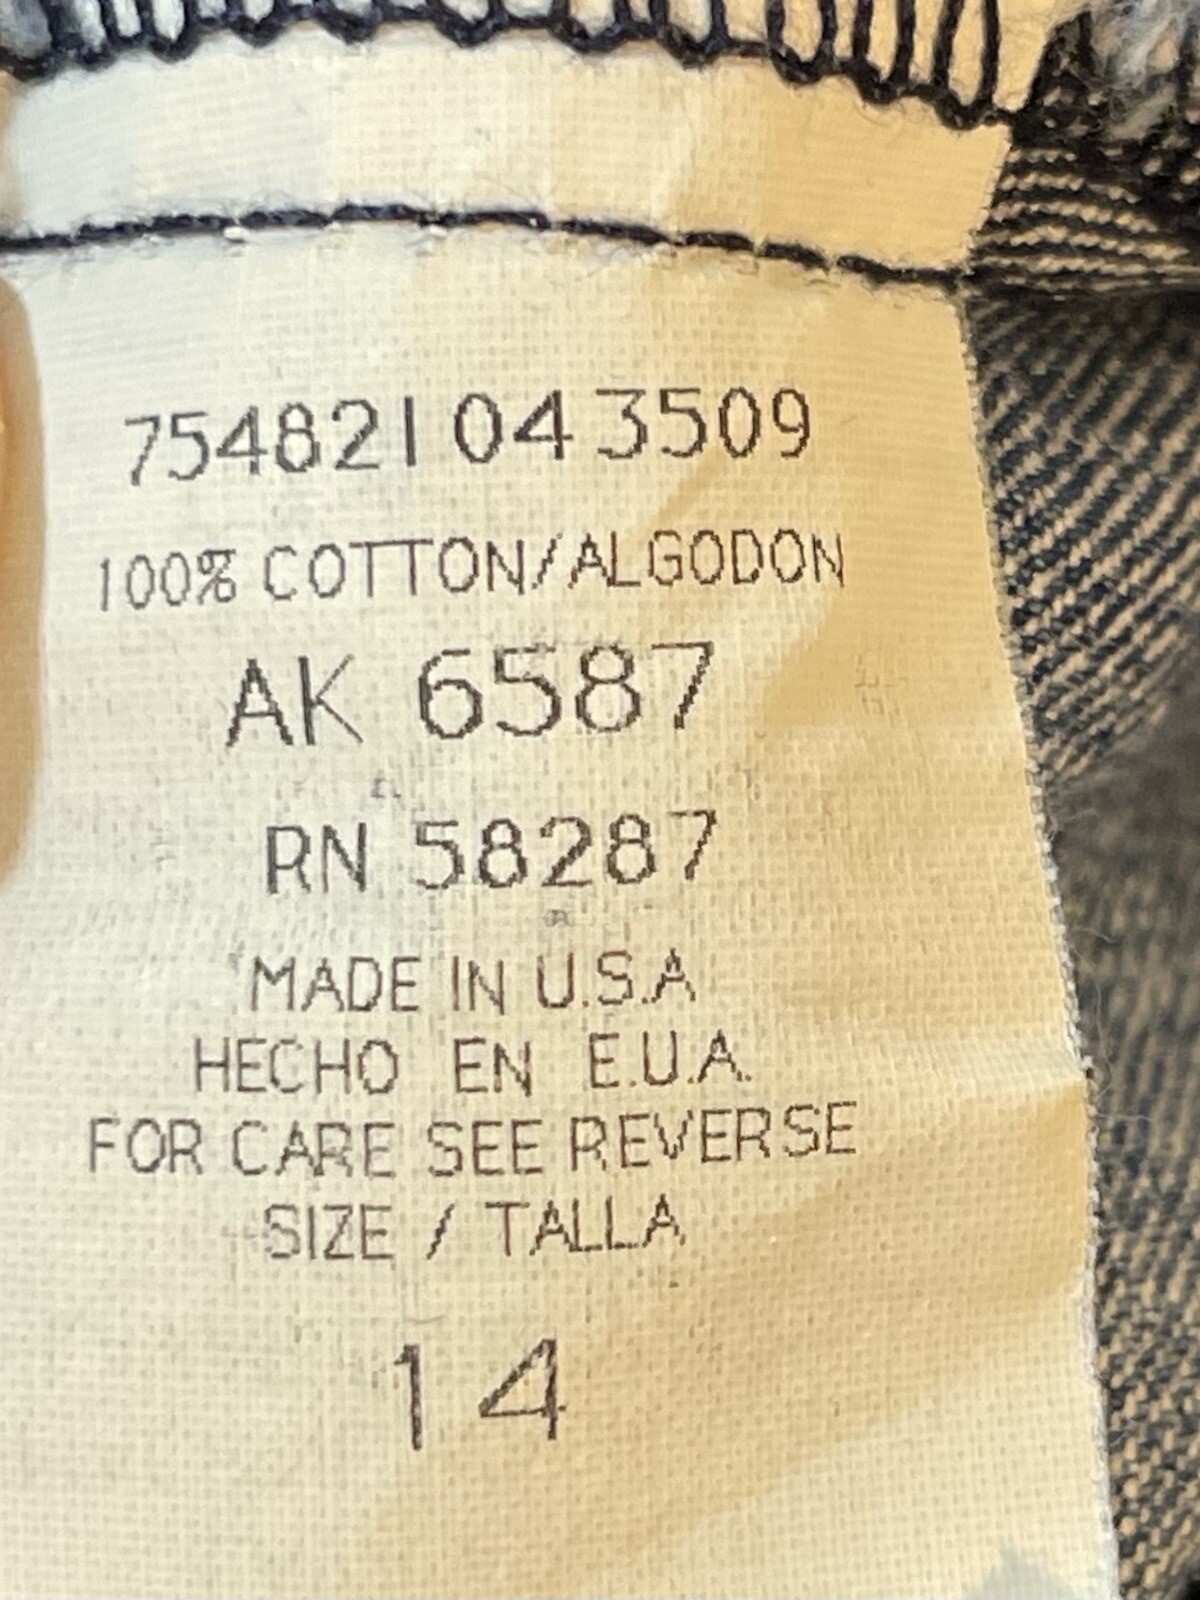 754821 04 3509
100% COTTON/ALGODON
AK 6587
RN 58287
MADE IN U.S.A
HECHO EN E.U.A.
FOR CARE SEE REVERSE
SIZE / TALLA
14